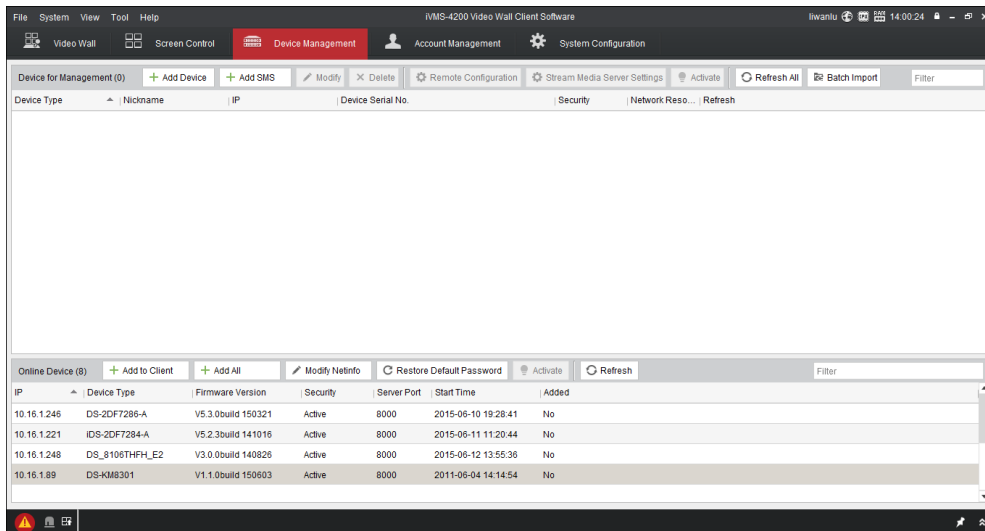 File System View Tool Help iVMS-4200 Video Wall Client Software liwanlu 14:00:24
Video Wall Screen Control Device Management Account Management System Configuration
Device for Management (0) Add Device Add SMS Modify Delete Remote Configuration Stream Media Server Settings Activate Refresh All Batch Import Filter
Device Type Nickname IP Device Serial No. Security Network Reso... Refresh
Online Device (8) Add to Client Add All Modify Netinfo Restore Default Password Activate Refresh Filter
IP Device Type Firmware Version Security Server Port Start Time Added
10.16.1.246 DS-2DF7286-A V5.3.0build 150321 Active 8000 2015-06-10 19:28:41 No
10.16.1.221 iDS-2DF7284-A V5.2.3build 141016 Active 8000 2015-06-11 11:20:44 No
10.16.1.248 DS_8106THFH_E2 V3.0.0build 140826 Active 8000 2015-06-12 13:55:36 No
10.16.1.89 DS-KM8301 V1.1.0build 150603 Active 8000 2011-06-04 14:14:54 No